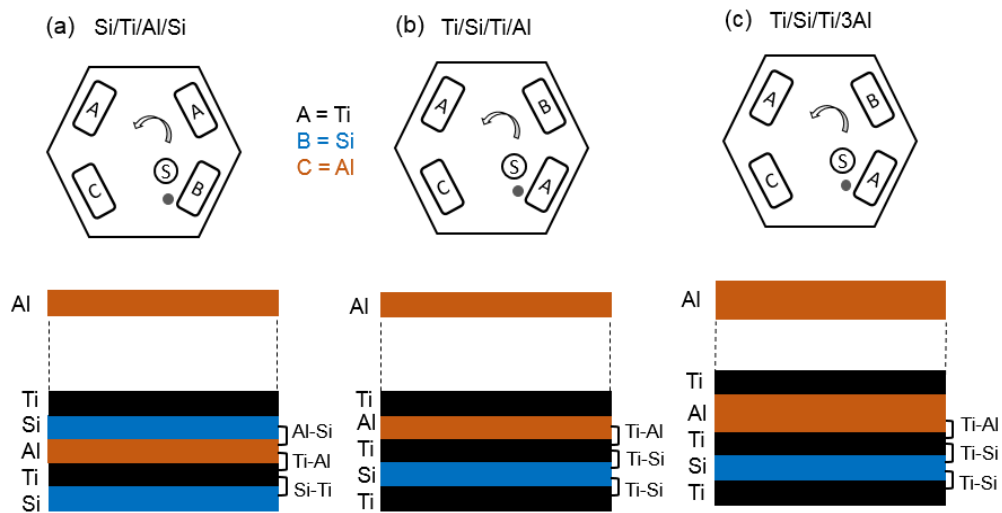 (a) Si/Ti/Al/Si
(b) Ti/Si/Ti/Al
(c) Ti/Si/Ti/3Al
A A
C B
S
A = Ti
B = Si
C = Al
A B
C A
S
A B
C A
S
Al
Ti
Si
Al
Ti
Si
Al-Si
Ti-Al
Si-Ti
Al
Ti
Al
Ti
Si
Ti
Ti-Al
Ti-Si
Ti-Si
Al
Ti
Al
Ti
Si
Ti
Ti-Al
Ti-Si
Ti-Si